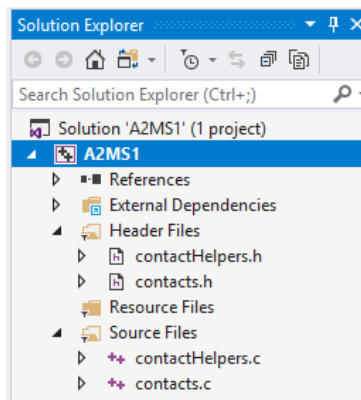 Solution Explorer
Search Solution Explorer (Ctrl+;)
Solution 'A2MS1' (1 project)
A2MS1
References
External Dependencies
Header Files
contactHelpers.h
contacts.h
Resource Files
Source Files
contactHelpers.c
contacts.c